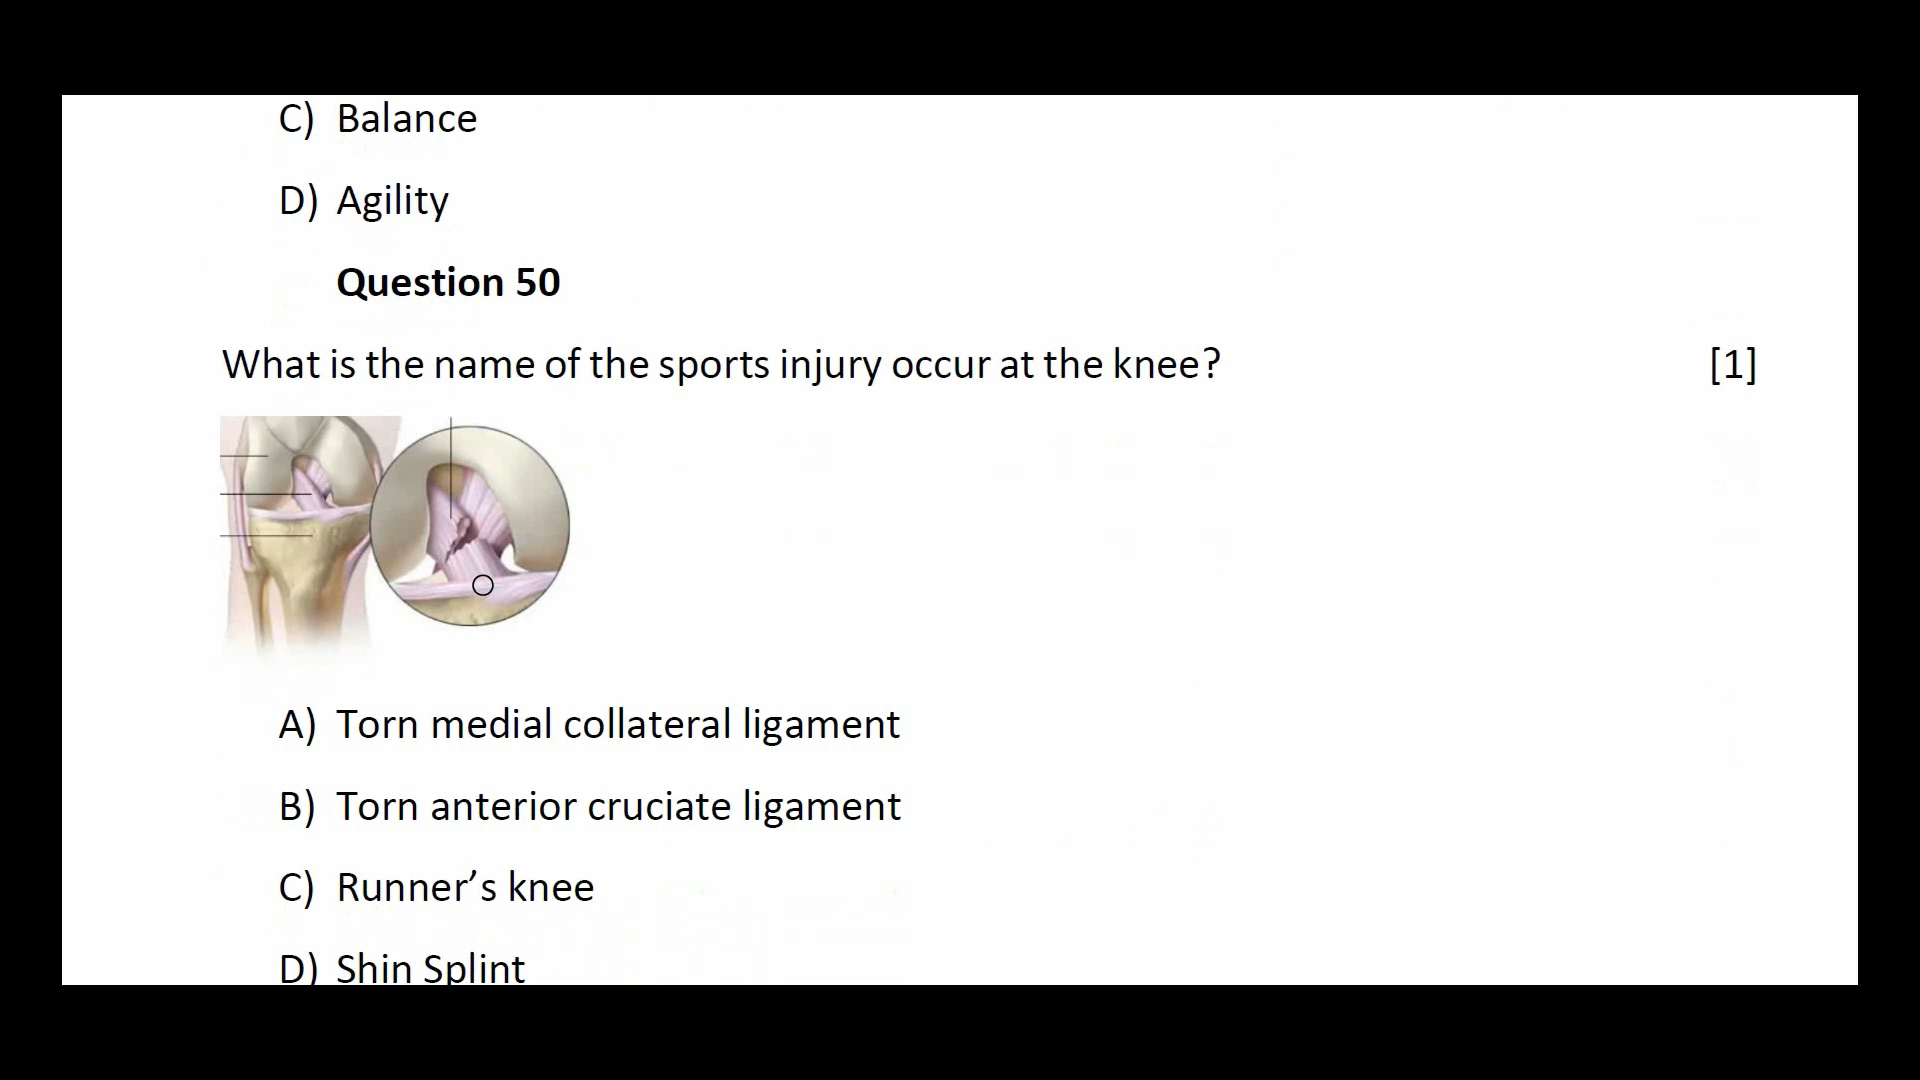 C) Balance
D) Agility
Question 50
What is the name of the sports injury occur at the knee? [1]
A) Torn medial collateral ligament
B) Torn anterior cruciate ligament
C) Runner’s knee
D) Shin Splint